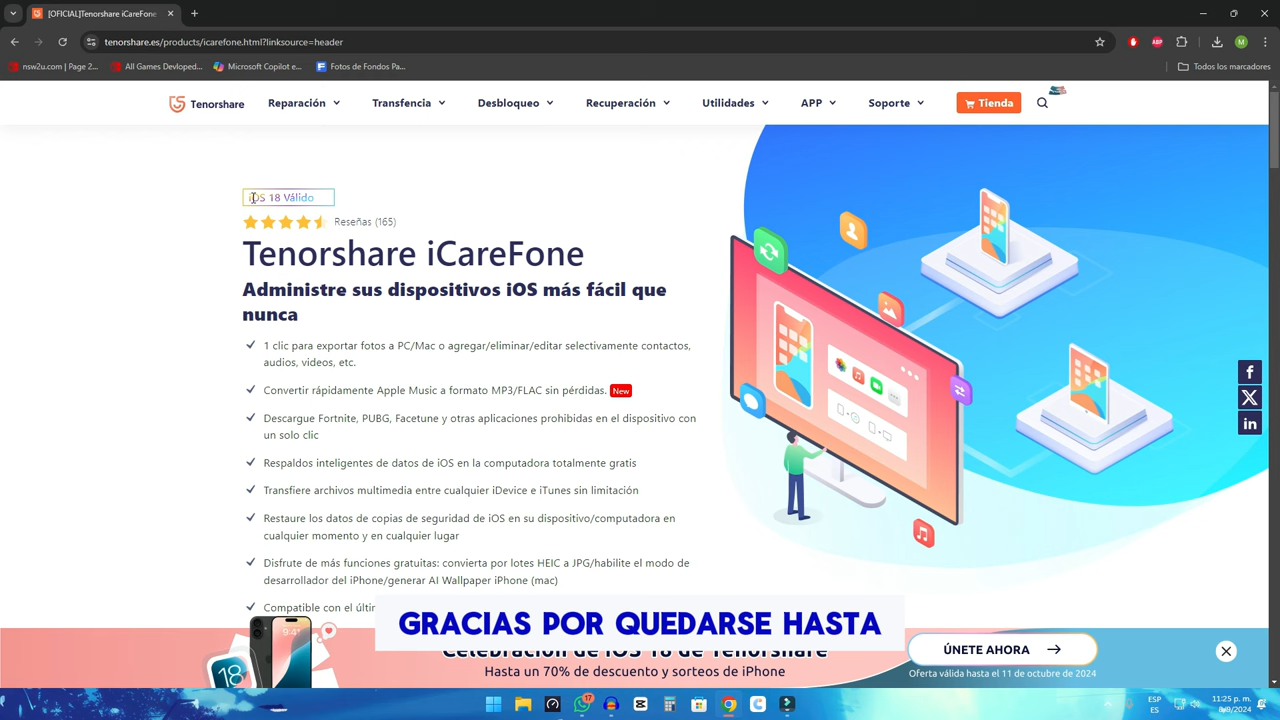 [OFICIAL]Tenorshare iCareFone
tenorshare.es/products/icarefone.html?linksource=header
nsw2u.com | Page 2...
All Games Devloped...
Microsoft Copilot e...
Fotos de Fondos Pa...
Todos los marcadores
Tenorshare
Reparación
Transfencia
Desbloqueo
Recuperación
Utilidades
APP
Soporte
Tienda
iOS 18 Válido
Reseñas (165)
Tenorshare iCareFone
Administre sus dispositivos iOS más fácil que
nunca
1 clic para exportar fotos a PC/Mac o agregar/eliminar/editar selectivamente contactos,
audios, videos, etc.
Convertir rápidamente Apple Music a formato MP3/FLAC sin pérdidas. New
Descargue Fortnite, PUBG, Facetune y otras aplicaciones prohibidas en el dispositivo con
un solo clic
Respaldos inteligentes de datos de iOS en la computadora totalmente gratis
Transfiere archivos multimedia entre cualquier iDevice e iTunes sin limitación
Restaure los datos de copias de seguridad de iOS en su dispositivo/computadora en
cualquier momento y en cualquier lugar
Disfrute de más funciones gratuitas: convierta por lotes HEIC a JPG/habilite el modo de
desarrollador del iPhone/generar AI Wallpaper iPhone (mac)
Compatible con el
GRACIAS POR QUEDARSE HASTA
9:41
18
Celebración de iOS 18 de Tenorshare
Hasta un 70% de descuento y sorteos de iPhone
ÚNETE AHORA
Oferta válida hasta el 11 de octubre de 2024
17
ESP
ES
11:25 p. m.
8/9/2024